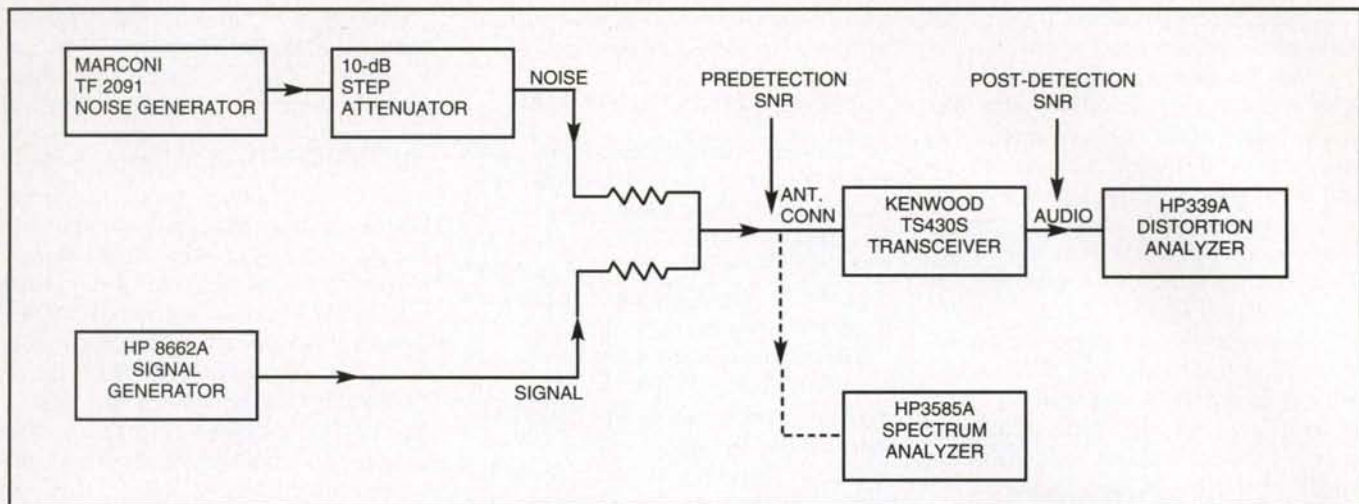 MARCONI
TF 2091
NOISE GENERATOR
10-dB
STEP
ATTENUATOR
NOISE
PREDETECTION
SNR
POST-DETECTION
SNR
ANT.
CONN
KENWOOD
TS430S
TRANSCEIVER
AUDIO
HP339A
DISTORTION
ANALYZER
HP 8662A
SIGNAL
GENERATOR
SIGNAL
HP3585A
SPECTRUM
ANALYZER